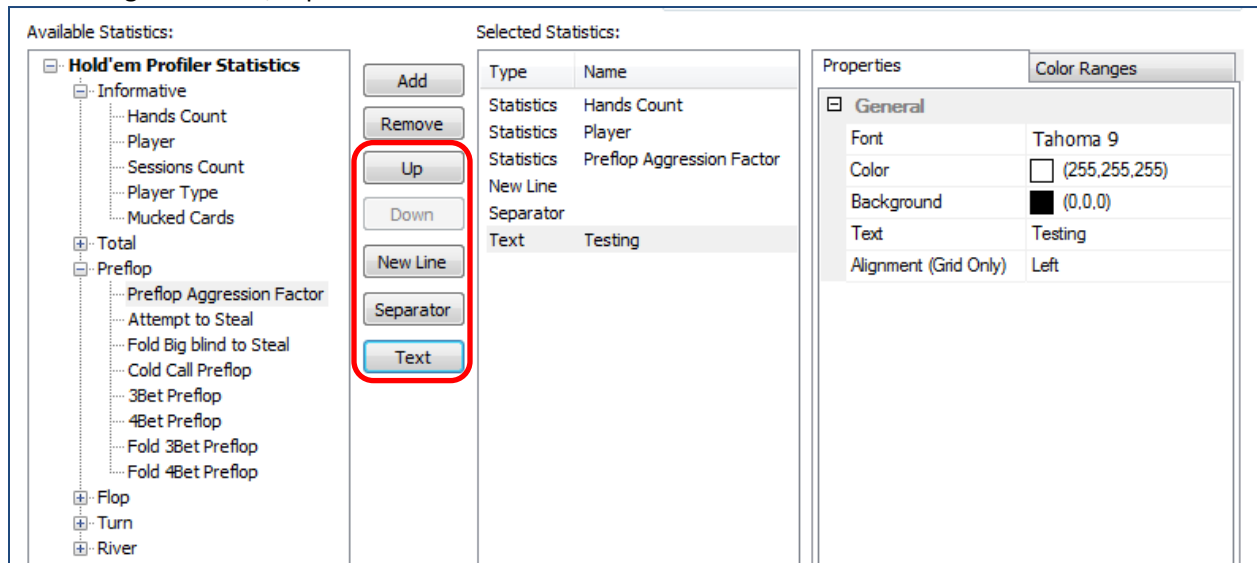 Available Statistics:
Hold'em Profiler Statistics
Informative
Hands Count
Player
Sessions Count
Player Type
Mucked Cards
Total
Preflop
Preflop Aggression Factor
Attempt to Steal
Fold Big blind to Steal
Cold Call Preflop
3Bet Preflop
4Bet Preflop
Fold 3Bet Preflop
Fold 4Bet Preflop
Flop
Turn
River
Add
Remove
Up
Down
New Line
Separator
Text
Selected Statistics:
Type Name
Statistics Hands Count
Statistics Player
Statistics Preflop Aggression Factor
New Line
Separator
Text Testing
Properties Color Ranges
General
Font Tahoma 9
Color (255,255,255)
Background (0,0,0)
Text Testing
Alignment (Grid Only) Left